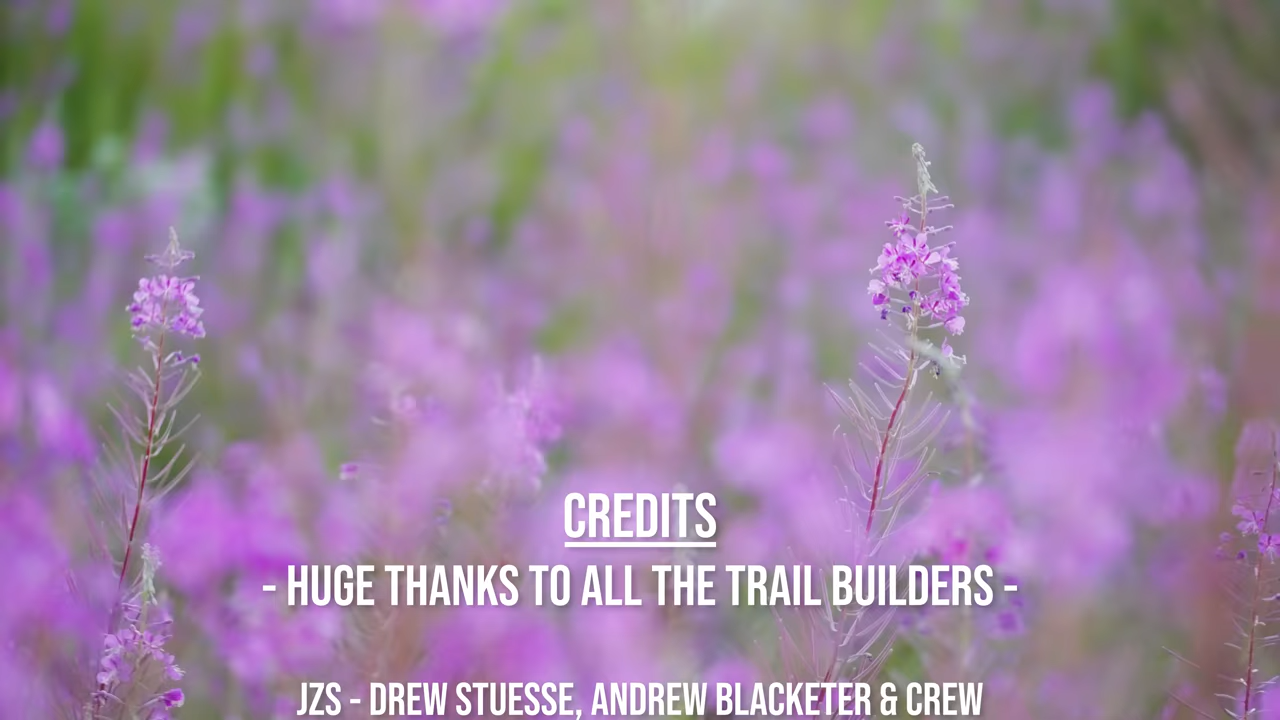 CREDITS
- HUGE THANKS TO ALL THE TRAIL BUILDERS -
JZS - DREW STUESSE, ANDREW BLACKETER & CREW